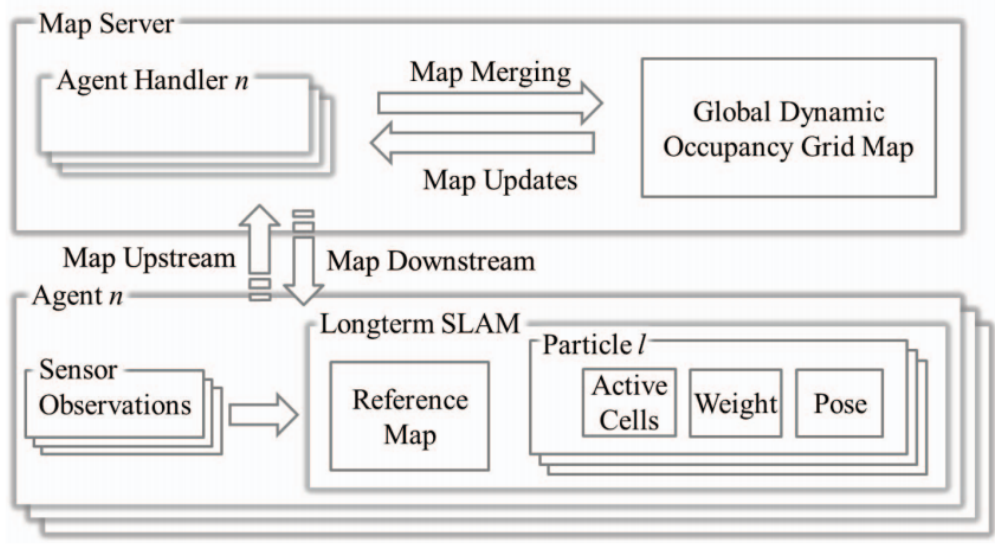 Map Server
Agent Handler n
Map Merging
Map Updates
Global Dynamic
Occupancy Grid Map
Map Upstream
Map Downstream
Agent n
Sensor
Observations
Longterm SLAM
Reference
Map
Particle l
Active
Cells
Weight
Pose